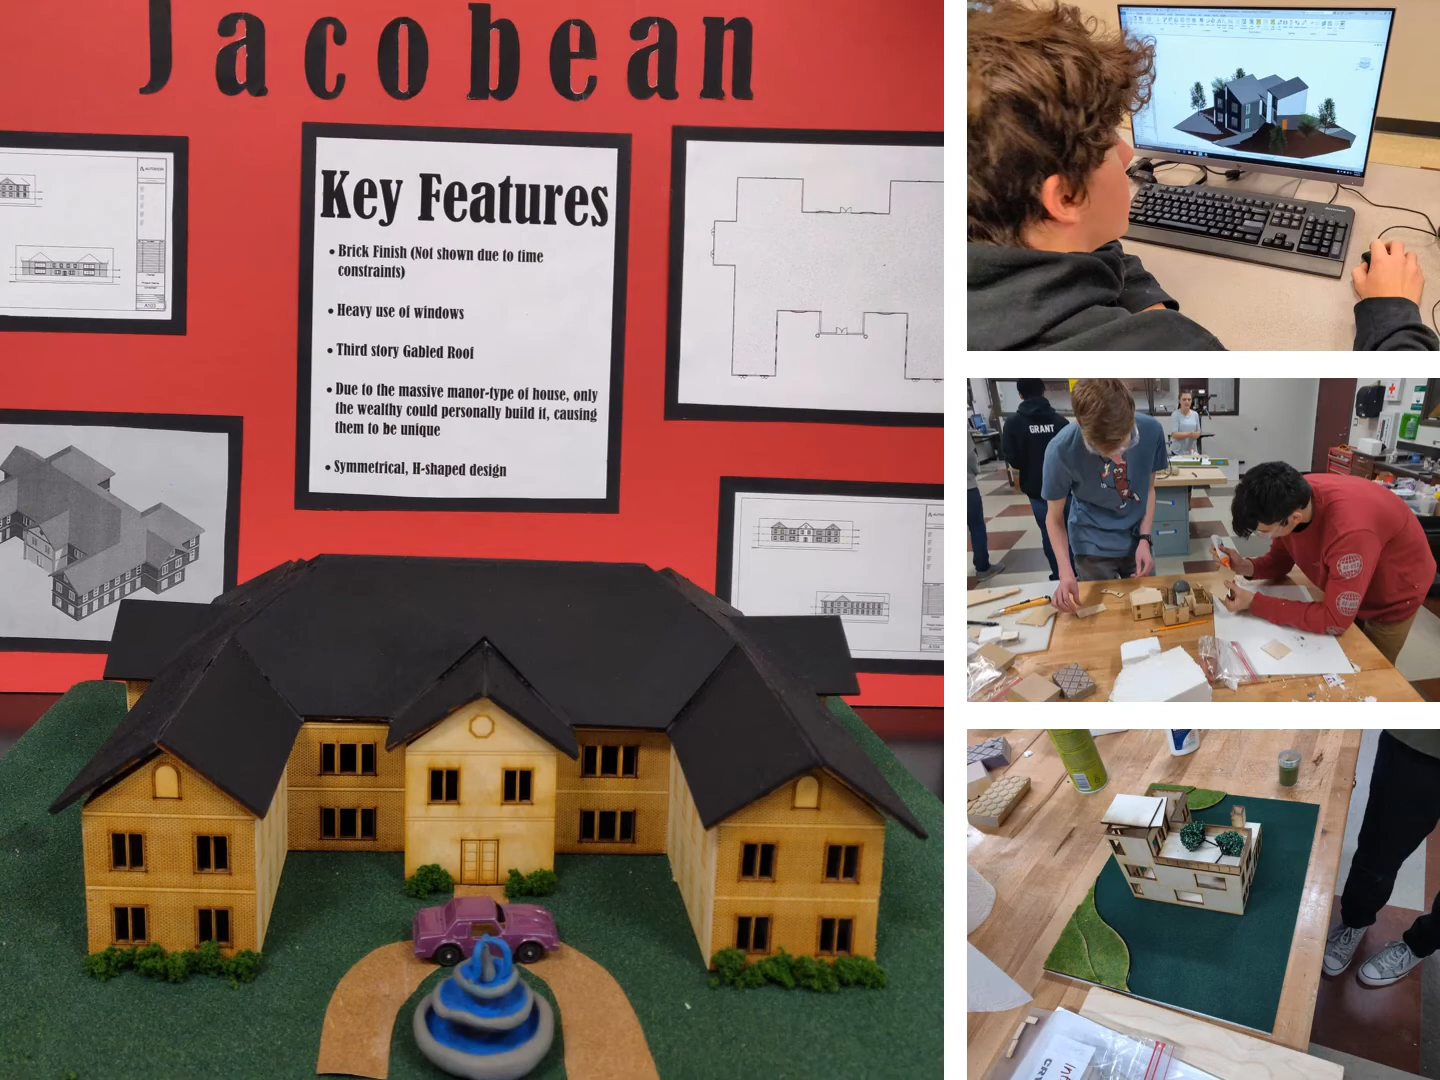 Jacobean
Key Features
• Brick Finish (Not shown due to time
constraints)
• Heavy use of windows
• Third story Gabled Roof
• Due to the massive manor-type of house, only
the wealthy could personally build it, causing
them to be unique
• Symmetrical, H-shaped design
AUTODESK
A103
GRANT